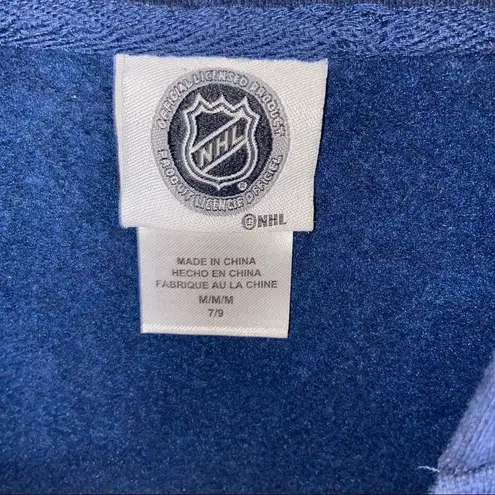 OFFICIAL LICENSED PRODUCT
NHL
®
PRODUIT LICENCIE OFFICIEL
©NHL
MADE IN CHINA
HECHO EN CHINA
FABRIQUE AU LA CHINE
M/M/M
7/9